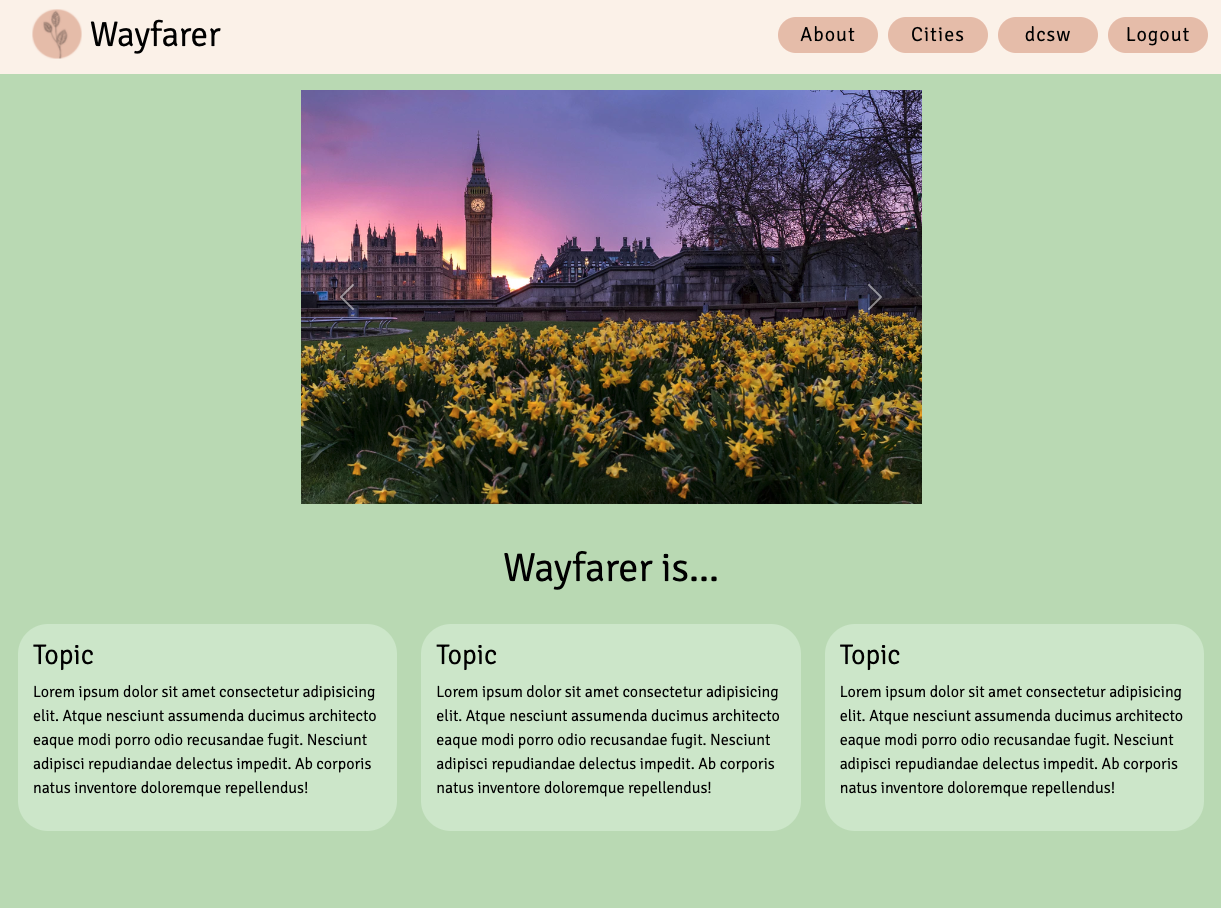 Wayfarer
About
Cities
dcsw
Logout
Wayfarer is...
Topic
Lorem ipsum dolor sit amet consectetur adipisicing
elit. Atque nesciunt assumenda ducimus architecto
eaque modi porro odio recusandae fugit. Nesciunt
adipisci repudiandae delectus impedit. Ab corporis
natus inventore doloremque repellendus!
Topic
Lorem ipsum dolor sit amet consectetur adipisicing
elit. Atque nesciunt assumenda ducimus architecto
eaque modi porro odio recusandae fugit. Nesciunt
adipisci repudiandae delectus impedit. Ab corporis
natus inventore doloremque repellendus!
Topic
Lorem ipsum dolor sit amet consectetur adipisicing
elit. Atque nesciunt assumenda ducimus architecto
eaque modi porro odio recusandae fugit. Nesciunt
adipisci repudiandae delectus impedit. Ab corporis
natus inventore doloremque repellendus!